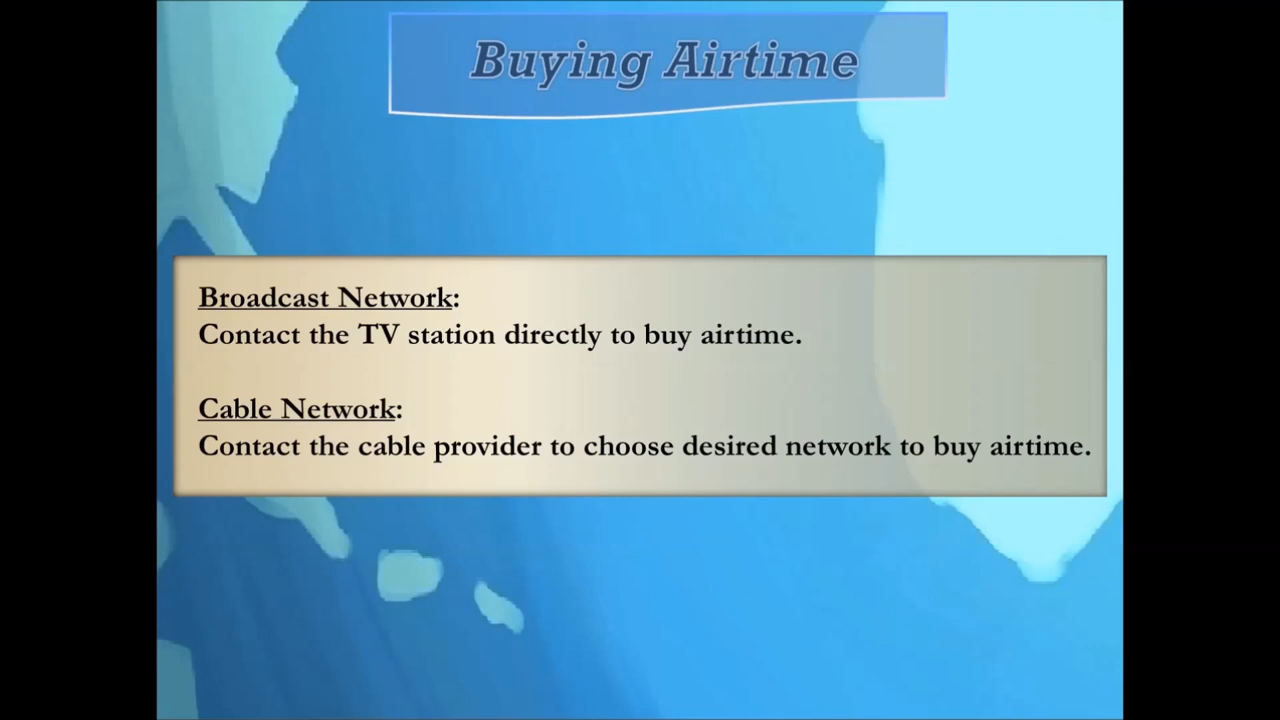 Buying Airtime
Broadcast Network:
Contact the TV station directly to buy airtime.
Cable Network:
Contact the cable provider to choose desired network to buy airtime.